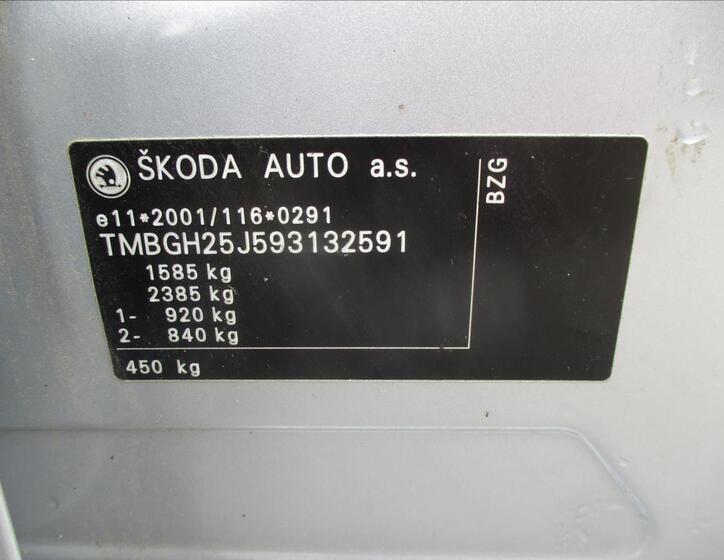 ŠKODA AUTO a.s.
e11*2001/116*0291
TMBGH25J593132591
1585 kg
2385 kg
1- 920 kg
2- 840 kg
450 kg
BZG